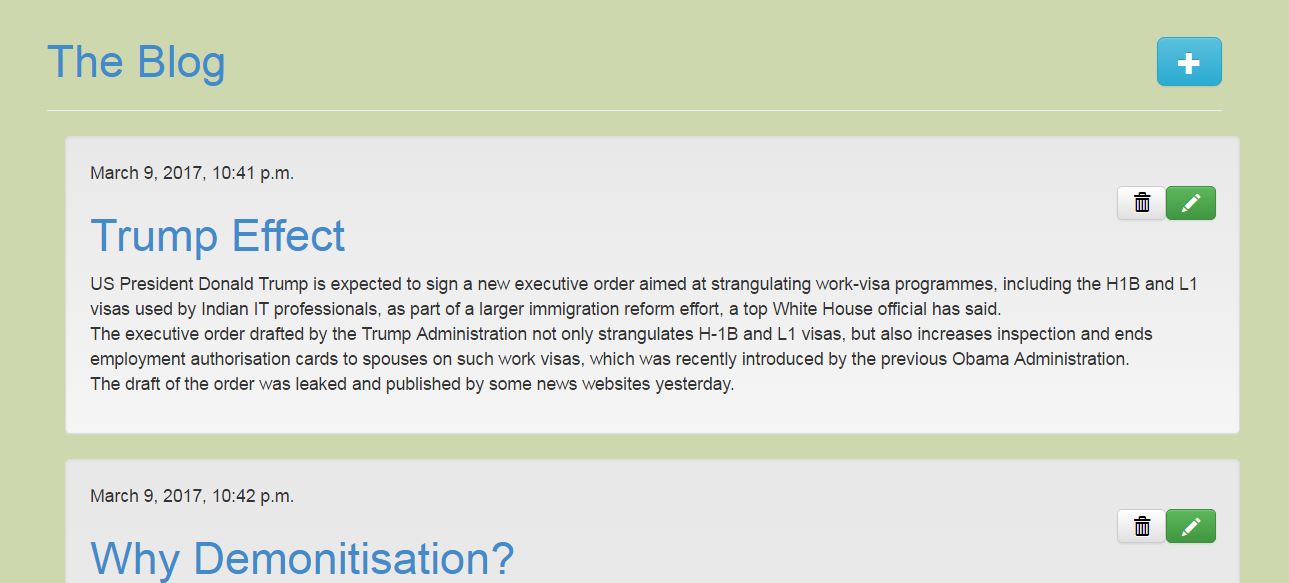 The Blog
March 9, 2017, 10:41 p.m.
Trump Effect
US President Donald Trump is expected to sign a new executive order aimed at strangulating work-visa programmes, including the H1B and L1
visas used by Indian IT professionals, as part of a larger immigration reform effort, a top White House official has said.
The executive order drafted by the Trump Administration not only strangulates H-1B and L1 visas, but also increases inspection and ends
employment authorisation cards to spouses on such work visas, which was recently introduced by the previous Obama Administration.
The draft of the order was leaked and published by some news websites yesterday.
March 9, 2017, 10:42 p.m.
Why Demonitisation?